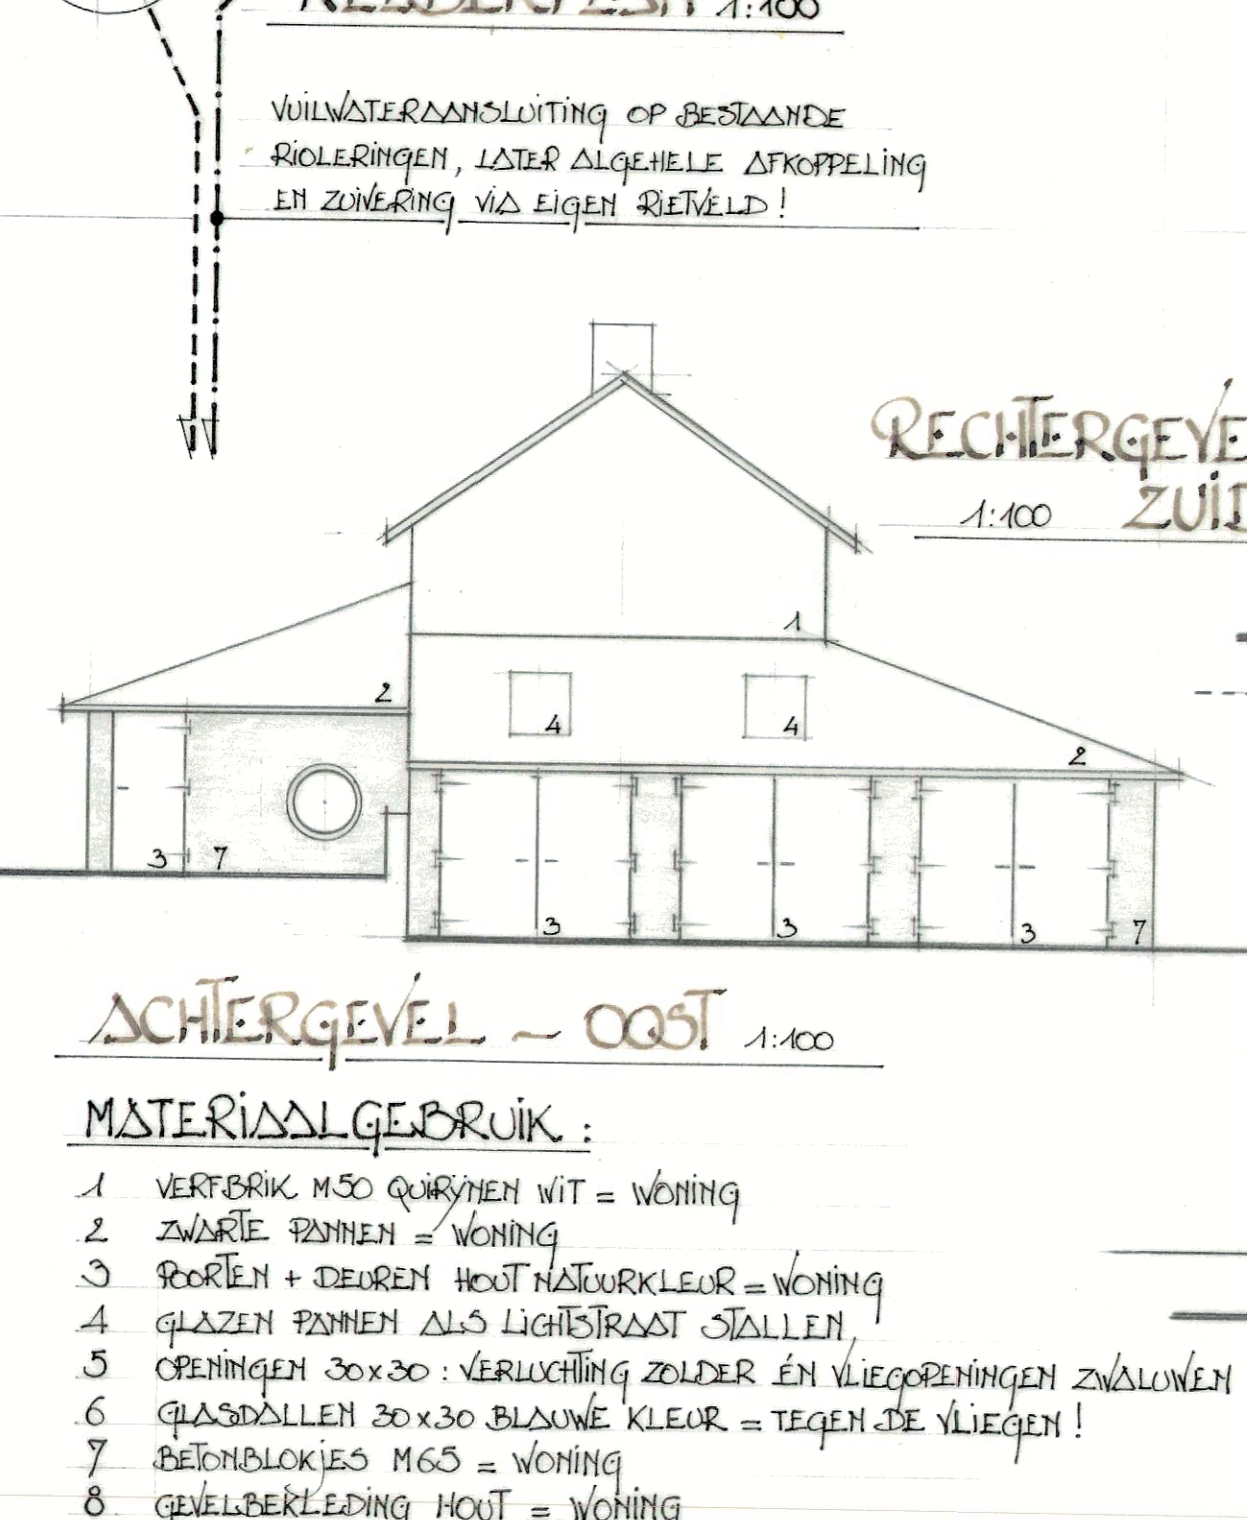 KELDERPLAN 1:100
VUILWATERAANSLUITING OP BESTAANDE
RIOLERINGEN, LATER ALGEHELE AFKOPPELING
EN ZUIVERING VIA EIGEN RIETVELD!
RECHTERGEVE
1:100 ZUID
1
2
4 4
2
3 7
3 3 3 7
ACHTERGEVEL ~ OOST 1:100
MATERIAALGEBRUIK:
1 VERFBRIK M50 QUIRYNEN WIT = WONING
2 ZWARTE PANNEN = WONING
3 POORTEN + DEUREN HOUT NATUURKLEUR = WONING
4 GLAZEN PANNEN ALS LICHTSTRAAT STALLEN,
5 OPENINGEN 30x30 : VERLUCHTING ZOLDER ÉN VLIEGOPENINGEN ZWALUWEN
6 GLASDALLEN 30x30 BLAUWE KLEUR = TEGEN DE VLIEGEN!
7 BETONBLOKJES M65 = WONING
8 GEVELBEKLEDING HOUT = WONING